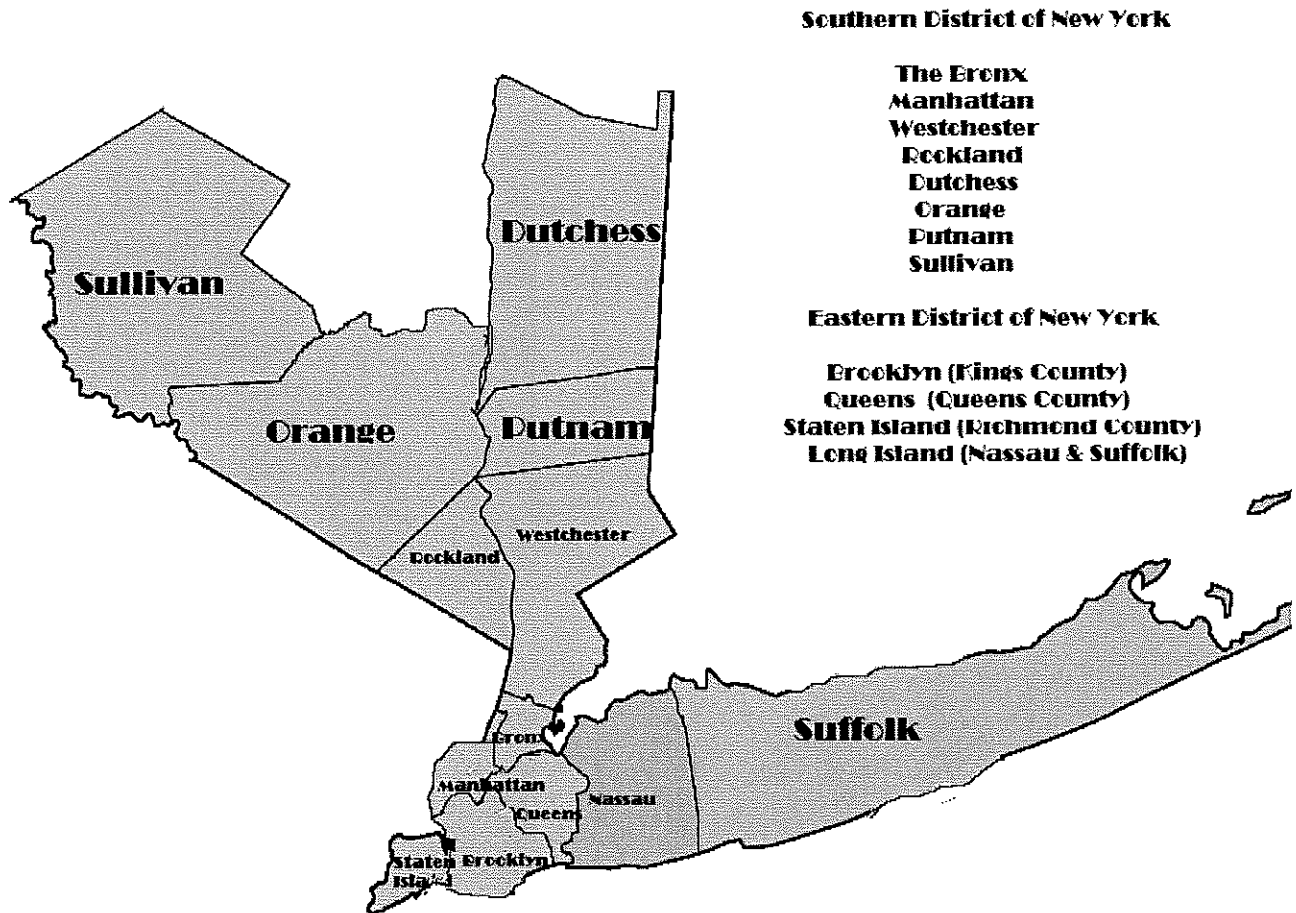 Southern District of New York
The Bronx
Manhattan
Westchester
Rockland
Dutchess
Orange
Putnam
Sullivan
Eastern District of New York
Brooklyn (Kings County)
Queens (Queens County)
Staten Island (Richmond County)
Long Island (Nassau & Suffolk)
Dutchess
Sullivan
Orange
Putnam
Westchester
Rockland
Suffolk
Bronx
Manhattan
Nassau
Queens
Staten
Island
Brooklyn